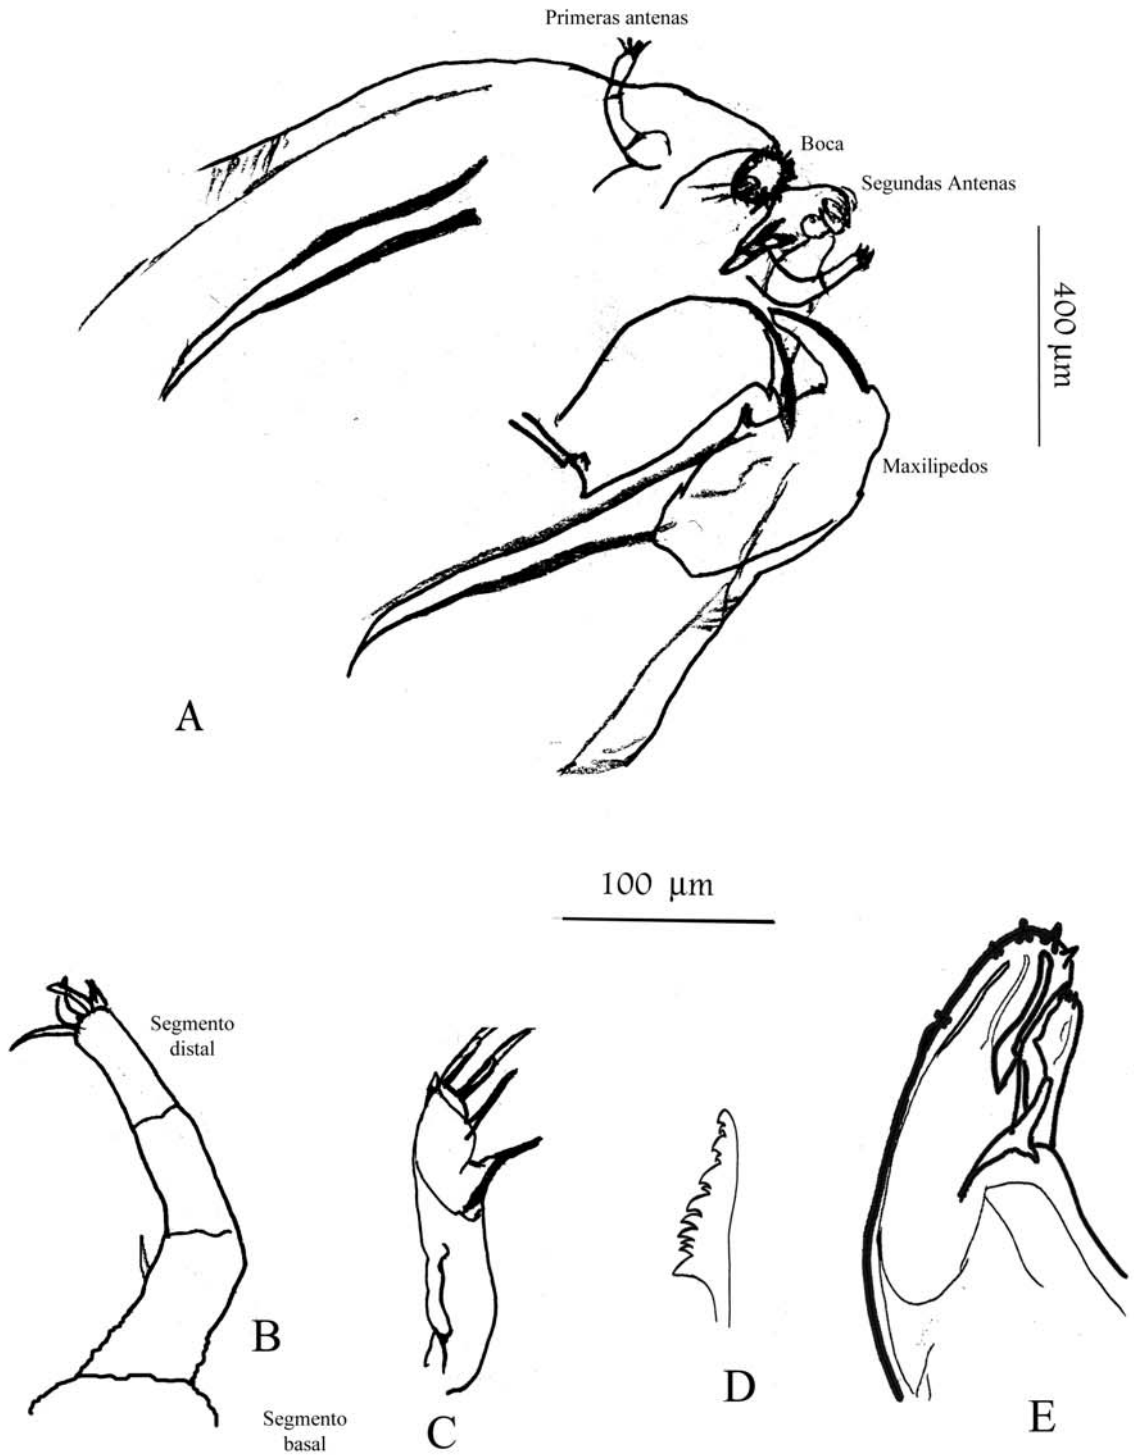 Primeras antenas
Boca
Segundas Antenas
400 µm
Maxilipedos
A
100 µm
Segmento
distal
B
C
D
E
Segmento
basal